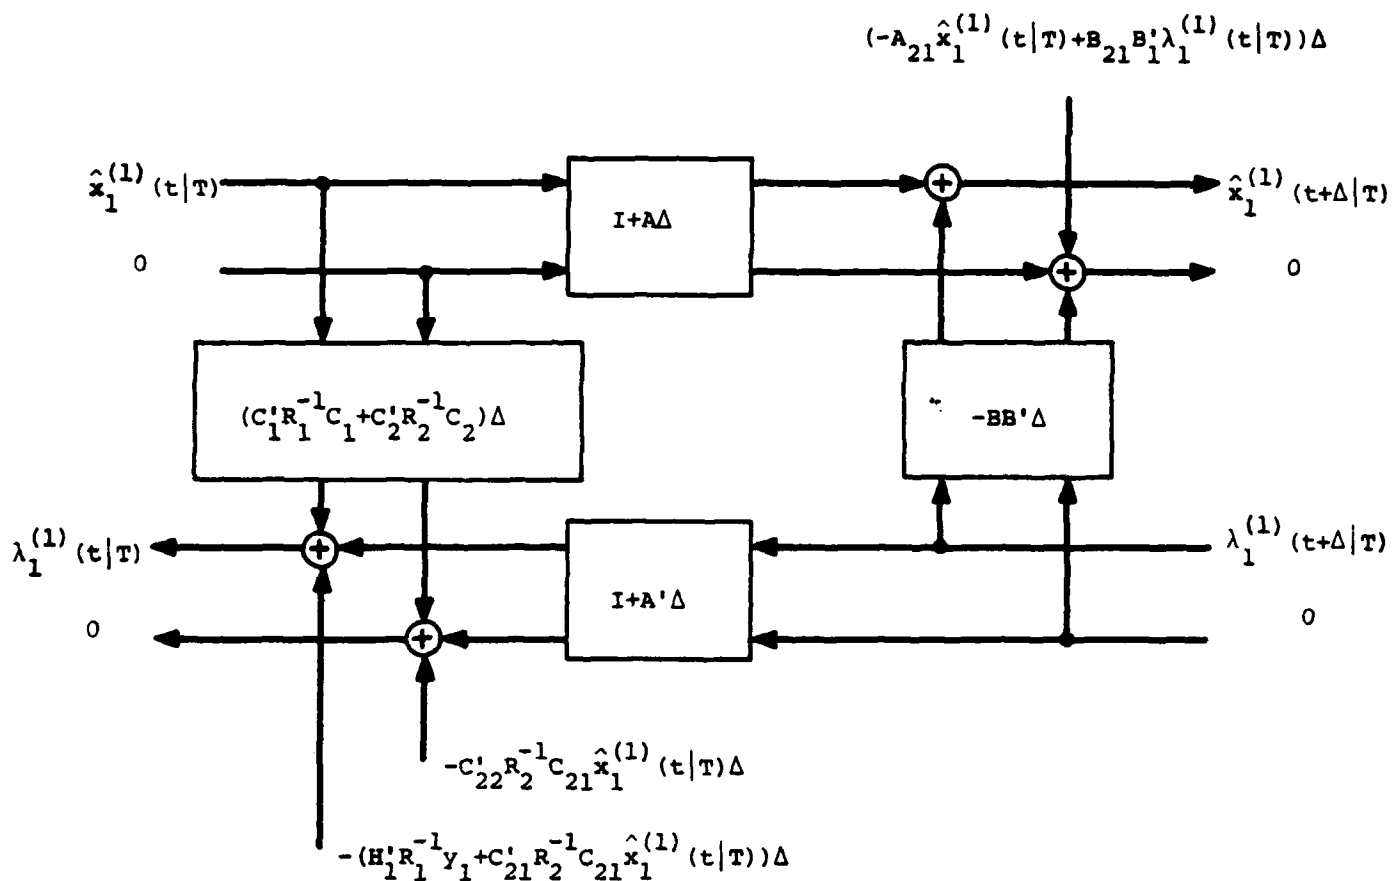 (-A₂₁x̂₁⁽¹⁾(t|T)+B₂₁B₁'λ₁⁽¹⁾(t|T))Δ
x̂₁⁽¹⁾(t|T)
I+AΔ
x̂₁⁽¹⁾(t+Δ|T)
0
0
(C₁'R₁⁻¹C₁+C₂'R₂⁻¹C₂)Δ
-BB'Δ
λ₁⁽¹⁾(t|T)
I+A'Δ
λ₁⁽¹⁾(t+Δ|T)
0
0
-C₂₂'R₂⁻¹C₂₁x̂₁⁽¹⁾(t|T)Δ
-(H₁'R₁⁻¹y₁+C₂₁'R₂⁻¹C₂₁x̂₁⁽¹⁾(t|T))Δ